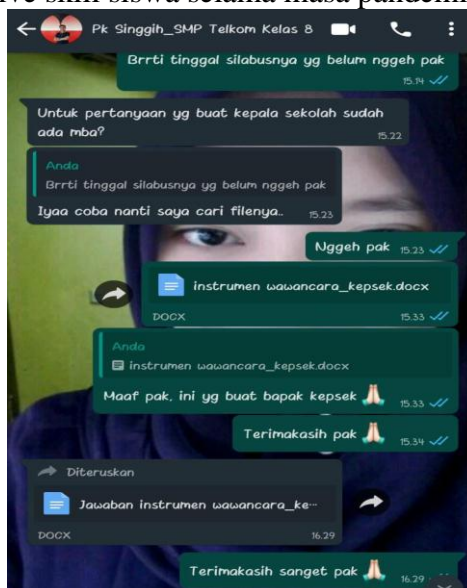 Pk Singgih_SMP Telkom Kelas 8
Brrti tinggal silabusnya yg belum nggeh pak
15.14
Untuk pertanyaan yg buat kepala sekolah sudah
ada mba?
15.22
Anda
Brrti tinggal silabusnya yg belum nggeh pak
Iyaa coba nanti saya cari filenya..
15.23
Nggeh pak
15.23
instrumen wawancara_kepsek.docx
DOCX
15.33
Anda
instrumen wawancara_kepsek.docx
Maaf pak, ini yg buat bapak kepsek 🙏🏻
15.33
Terimakasih pak 🙏🏻
15.34
Diteruskan
Jawaban instrumen wawancara_ke...
DOCX
16.29
Terimakasih sanget pak 🙏🏻
16.29